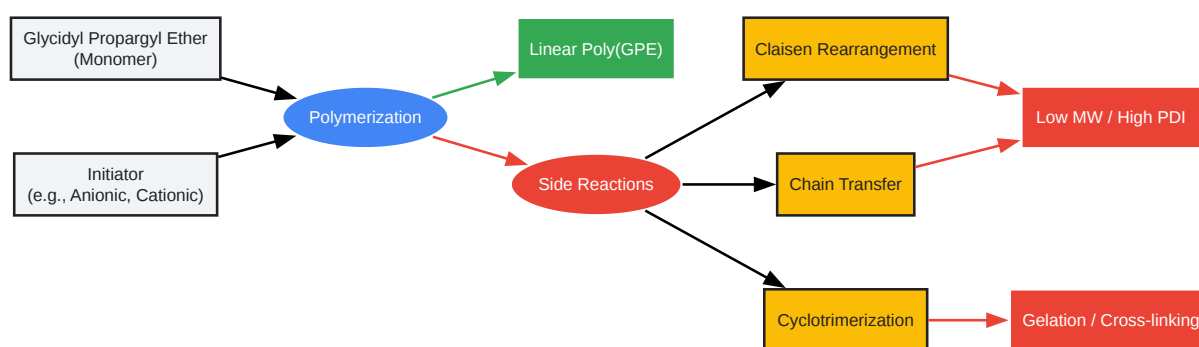 Glycidyl Propargyl Ether
(Monomer)
Initiator
(e.g., Anionic, Cationic)
Polymerization
Linear Poly(GPE)
Side Reactions
Claisen Rearrangement
Chain Transfer
Cyclotrimerization
Low MW / High PDI
Gelation / Cross-linking